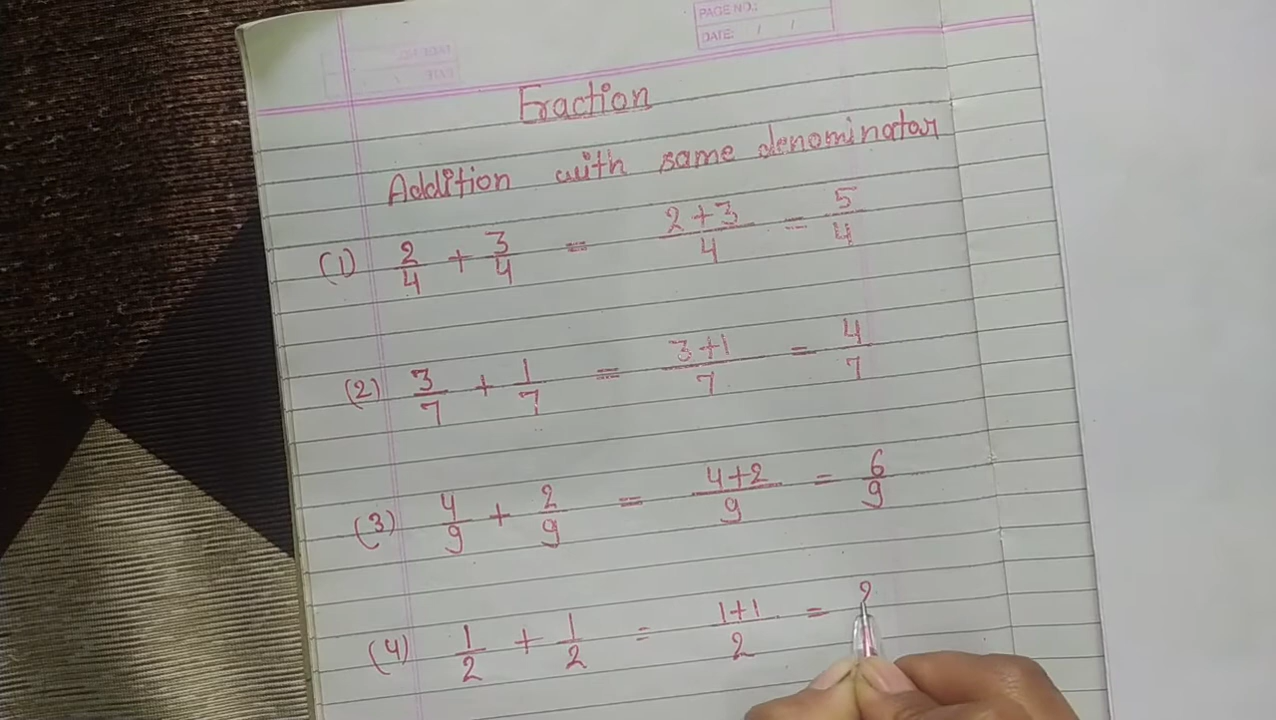 PAGE NO.:
DATE: / /
Fraction
Addition with same denominator
(1) 2/4 + 3/4 = 2+3/4 = 5/4
(2) 3/7 + 1/7 = 3+1/7 = 4/7
(3) 4/9 + 2/9 = 4+2/9 = 6/9
(4) 1/2 + 1/2 = 1+1/2 = 2